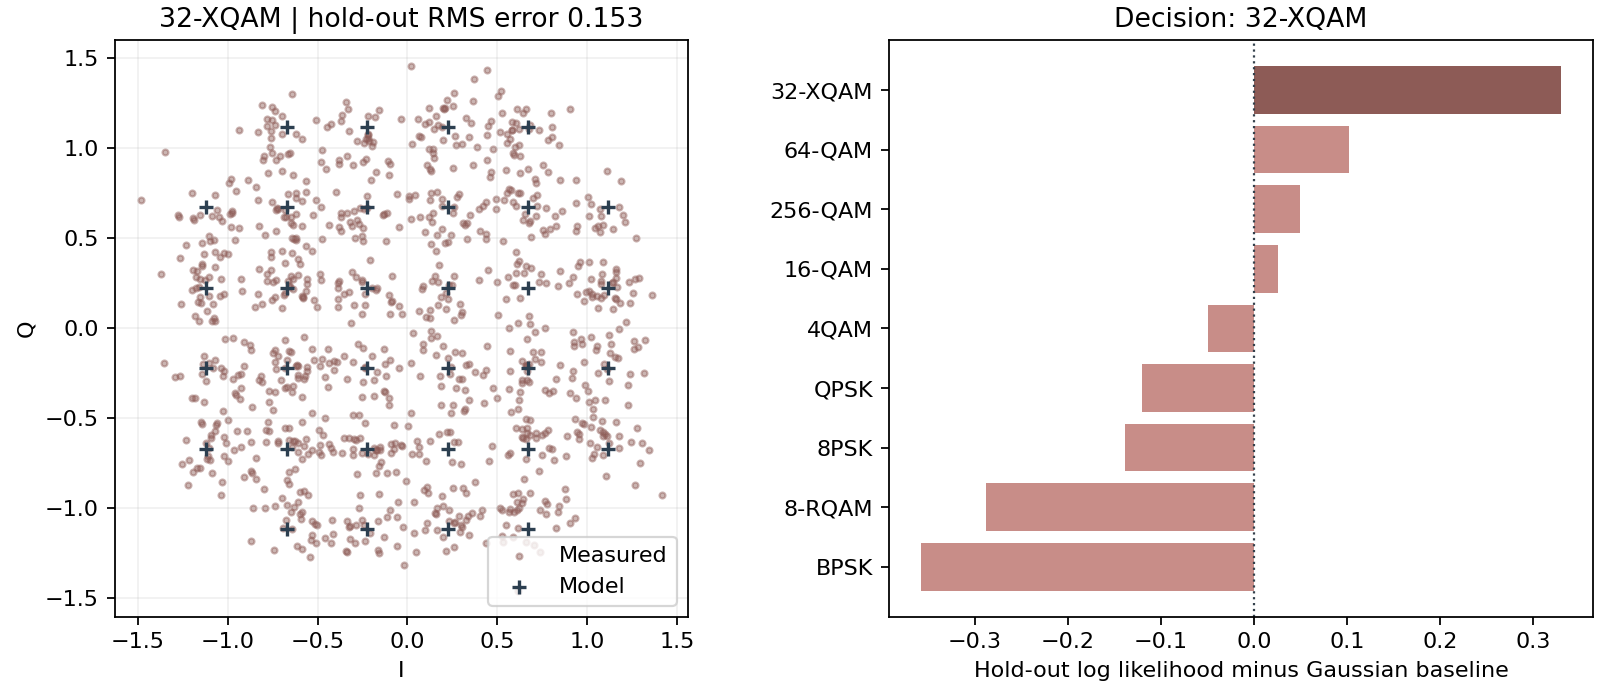 32-XQAM | hold-out RMS error 0.153
1.5
1.0
0.5
0.0
−0.5
−1.0
−1.5
Q
Measured
Model
−1.5 −1.0 −0.5 0.0 0.5 1.0 1.5
I
Decision: 32-XQAM
32-XQAM
64-QAM
256-QAM
16-QAM
4QAM
QPSK
8PSK
8-RQAM
BPSK
−0.3 −0.2 −0.1 0.0 0.1 0.2 0.3
Hold-out log likelihood minus Gaussian baseline